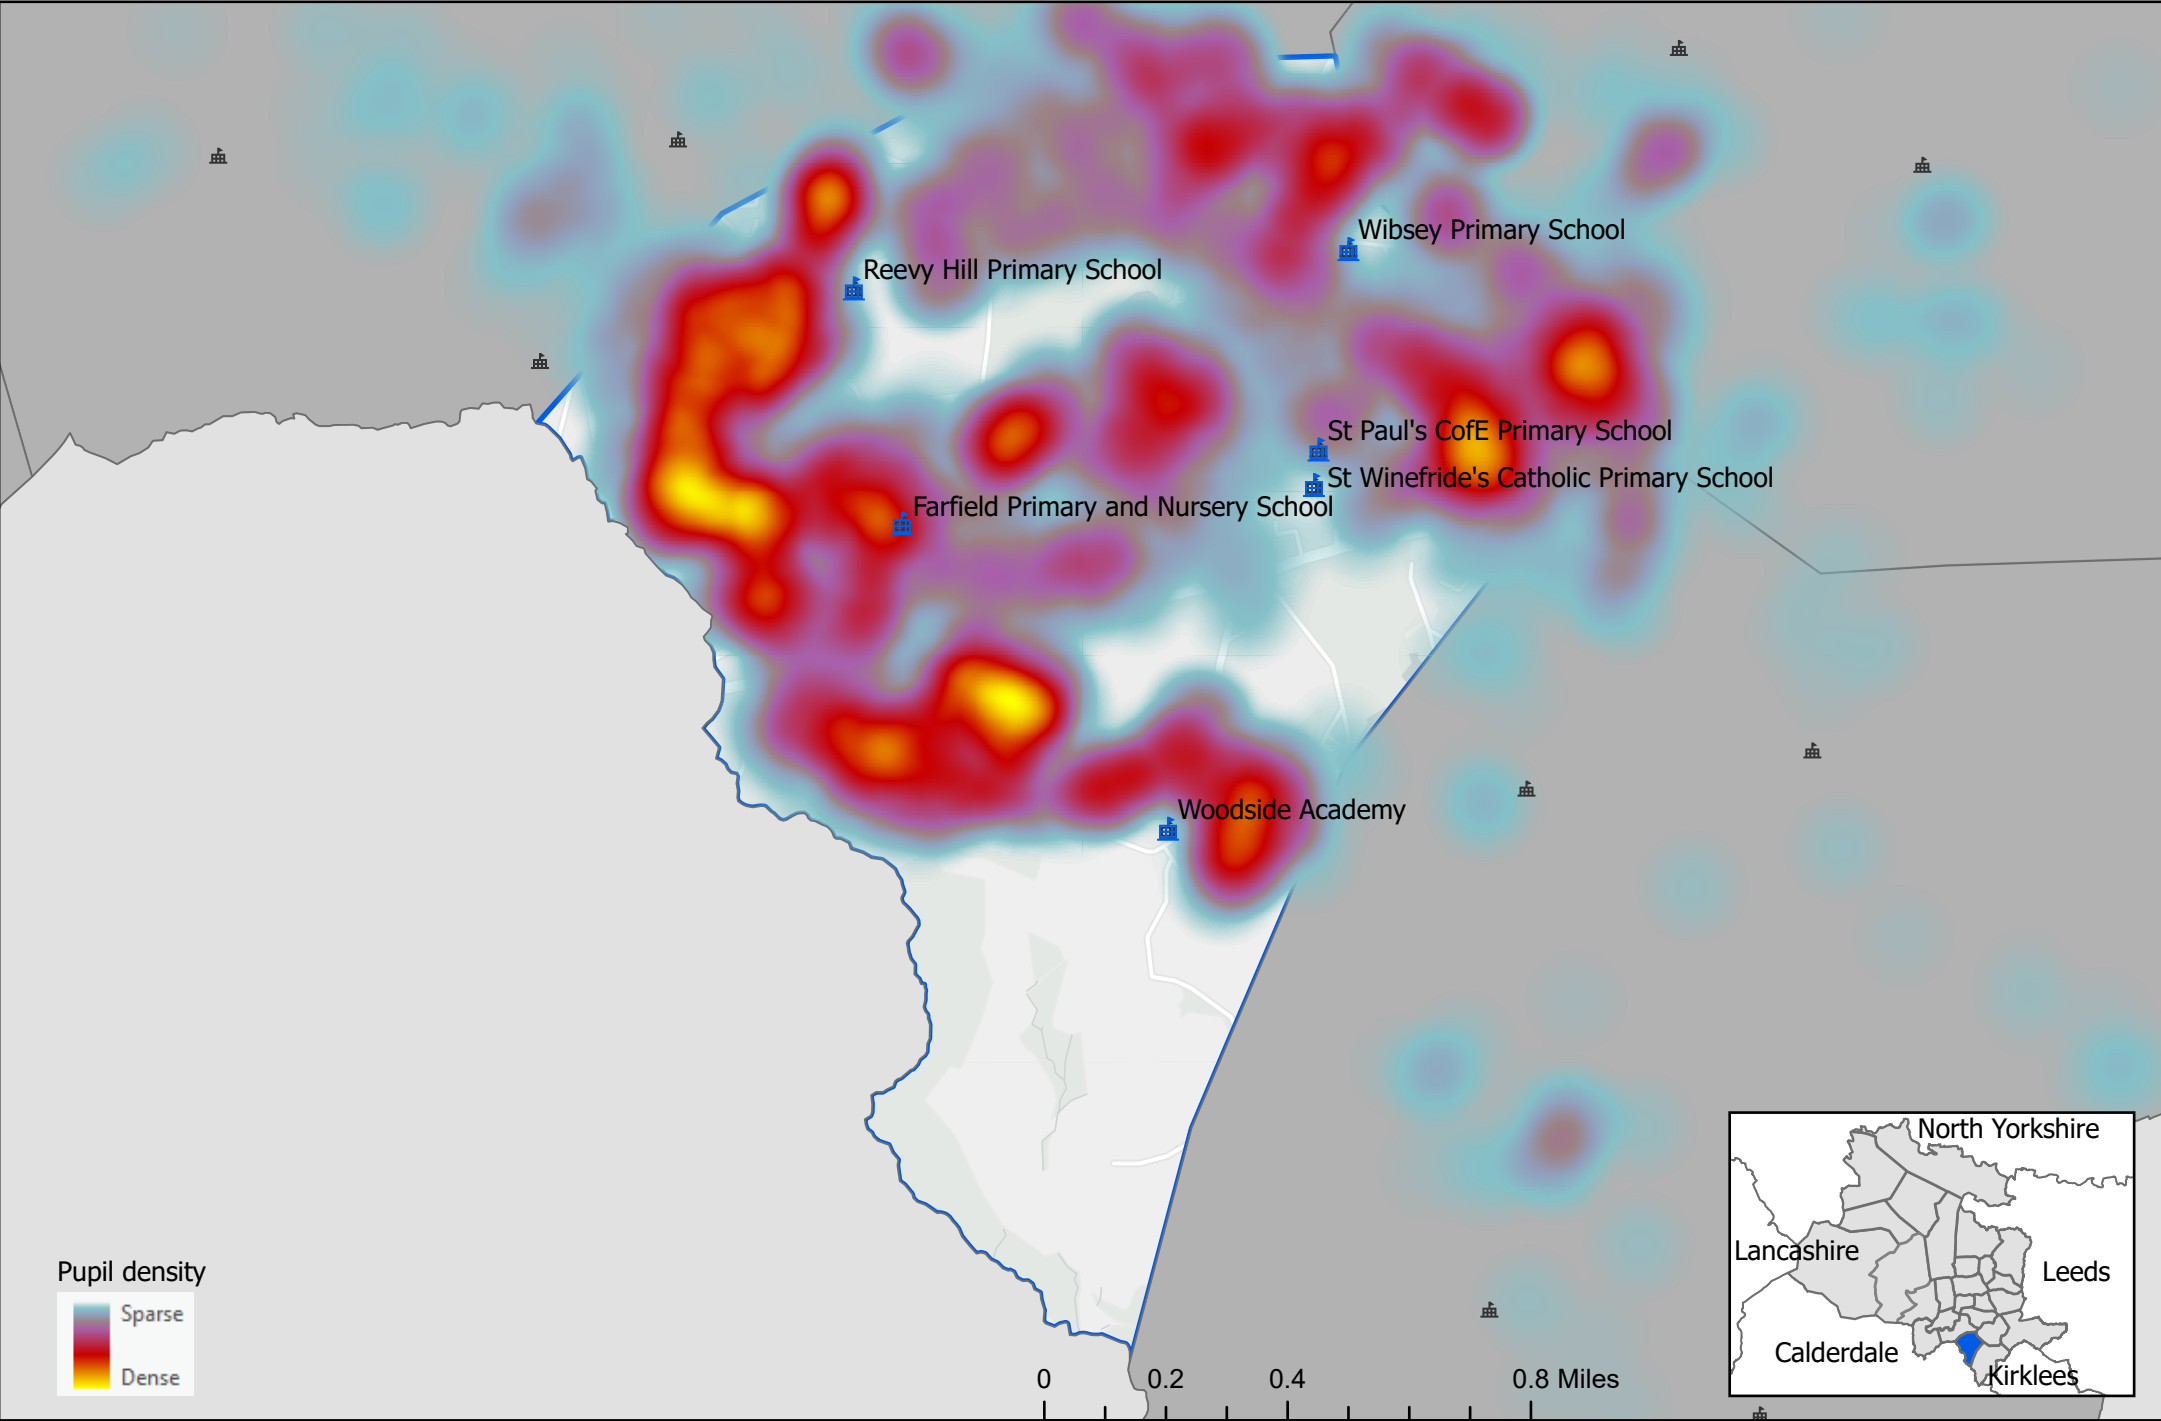 Wibsey Primary School
Reevy Hill Primary School
St Paul's CofE Primary School
St Winefride's Catholic Primary School
Farfield Primary and Nursery School
Woodside Academy
North Yorkshire
Lancashire
Leeds
Calderdale
Kirklees
Pupil density
Sparse
Dense
0 0.2 0.4 0.8 Miles